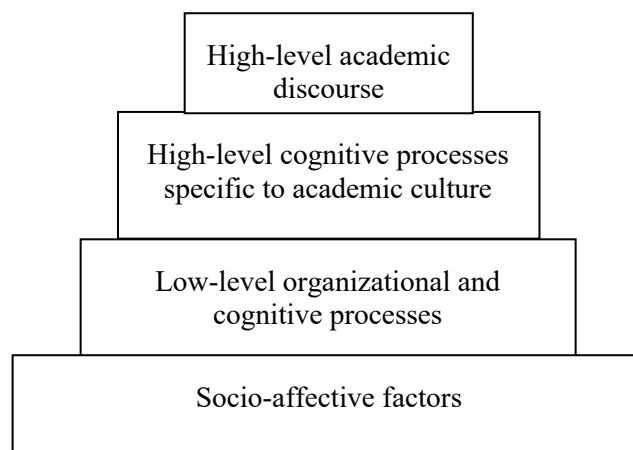 High-level academic
discourse
High-level cognitive processes
specific to academic culture
Low-level organizational and
cognitive processes
Socio-affective factors